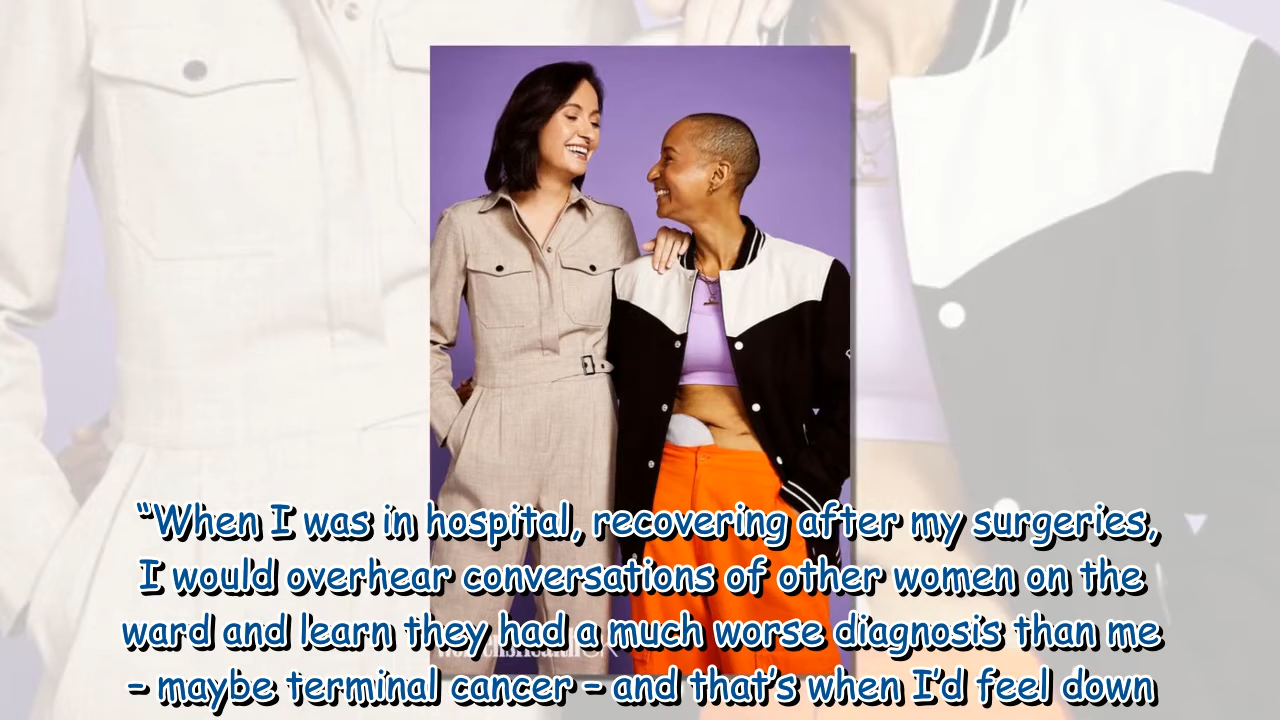 “When I was in hospital, recovering after my surgeries,
I would overhear conversations of other women on the
ward and learn they had a much worse diagnosis than me
– maybe terminal cancer – and that’s when I’d feel down